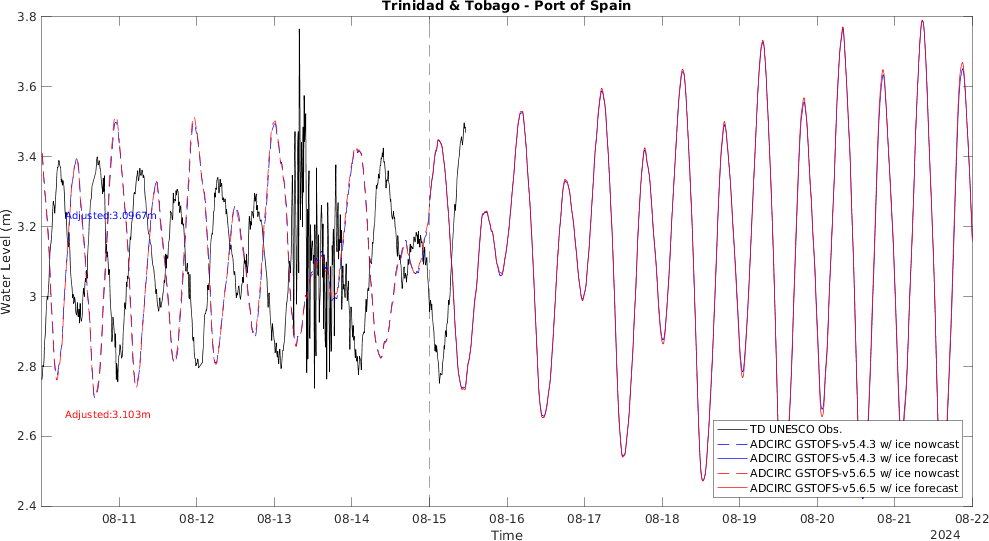 Trinidad & Tobago - Port of Spain
3.8
3.6
3.4
3.2
3
2.8
2.6
2.4
Water Level (m)
Adjusted:3.0967m
Adjusted:3.103m
TD UNESCO Obs.
ADCIRC GSTOFS-v5.4.3 w/ ice nowcast
ADCIRC GSTOFS-v5.4.3 w/ ice forecast
ADCIRC GSTOFS-v5.6.5 w/ ice nowcast
ADCIRC GSTOFS-v5.6.5 w/ ice forecast
08-11 08-12 08-13 08-14 08-15 08-16 08-17 08-18 08-19 08-20 08-21 08-22
Time
2024